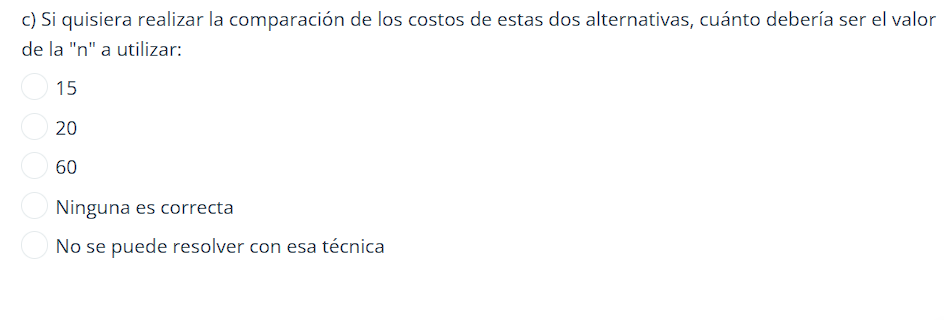 c) Si quisiera realizar la comparación de los costos de estas dos alternativas, cuánto debería ser el valor
de la "n" a utilizar:
15
20
60
Ninguna es correcta
No se puede resolver con esa técnica